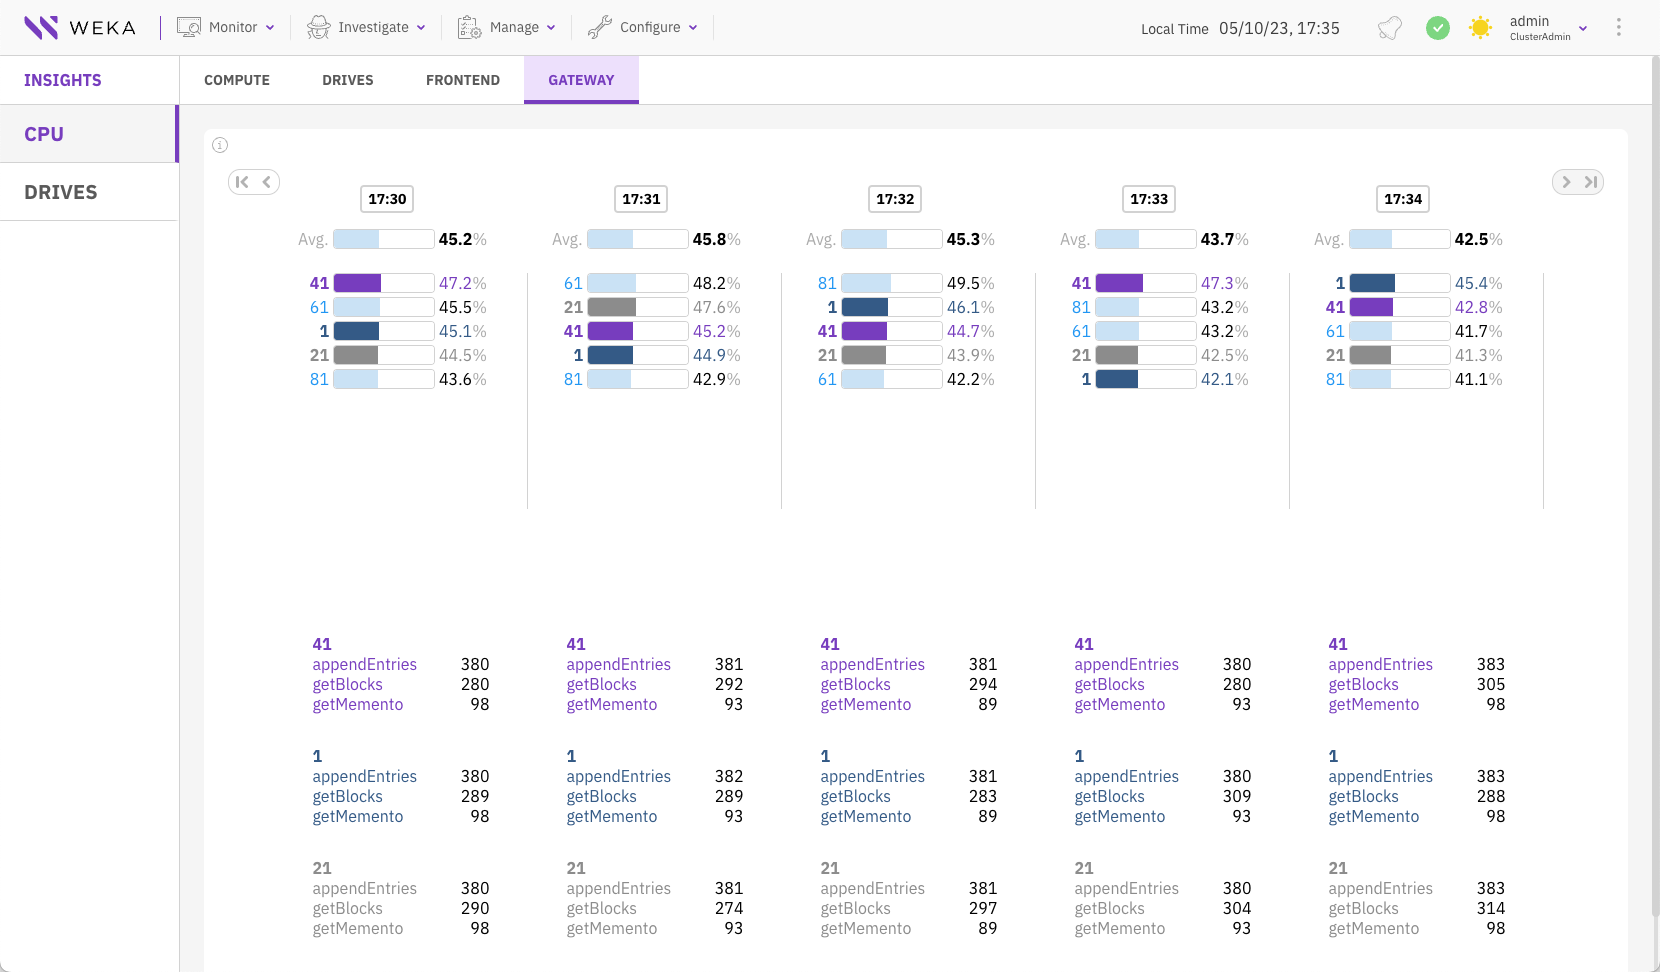 WEKA Monitor Investigate Manage Configure Local Time 05/10/23, 17:35 admin
ClusterAdmin
INSIGHTS COMPUTE DRIVES FRONTEND GATEWAY
CPU
DRIVES
17:30 17:31 17:32 17:33 17:34
Avg. 45.2% Avg. 45.8% Avg. 45.3% Avg. 43.7% Avg. 42.5%
41 47.2% 61 48.2% 81 49.5% 41 47.3% 1 45.4%
61 45.5% 21 47.6% 1 46.1% 81 43.2% 41 42.8%
1 45.1% 41 45.2% 41 44.7% 61 43.2% 61 41.7%
21 44.5% 1 44.9% 21 43.9% 21 42.5% 21 41.3%
81 43.6% 81 42.9% 61 42.2% 1 42.1% 81 41.1%
41 41 41 41 41
appendEntries 380 appendEntries 381 appendEntries 381 appendEntries 380 appendEntries 383
getBlocks 280 getBlocks 292 getBlocks 294 getBlocks 280 getBlocks 305
getMemento 98 getMemento 93 getMemento 89 getMemento 93 getMemento 98
1 1 1 1 1
appendEntries 380 appendEntries 382 appendEntries 381 appendEntries 380 appendEntries 383
getBlocks 289 getBlocks 289 getBlocks 283 getBlocks 309 getBlocks 288
getMemento 98 getMemento 93 getMemento 89 getMemento 93 getMemento 98
21 21 21 21 21
appendEntries 380 appendEntries 381 appendEntries 381 appendEntries 380 appendEntries 383
getBlocks 290 getBlocks 274 getBlocks 297 getBlocks 304 getBlocks 314
getMemento 98 getMemento 93 getMemento 89 getMemento 93 getMemento 98